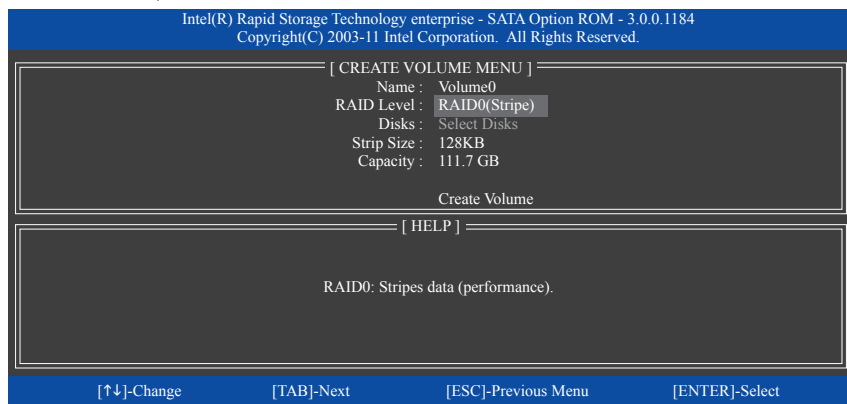 Intel(R) Rapid Storage Technology enterprise - SATA Option ROM - 3.0.0.1184
Copyright(C) 2003-11 Intel Corporation.  All Rights Reserved.
[ CREATE VOLUME MENU ]
Name :   Volume0
RAID Level :   RAID0(Stripe)
Disks :   Select Disks
Strip Size :   128KB
Capacity :   111.7 GB
Create Volume
[ HELP ]
RAID0: Stripes data (performance).
[↑↓]-Change   [TAB]-Next   [ESC]-Previous Menu   [ENTER]-Select